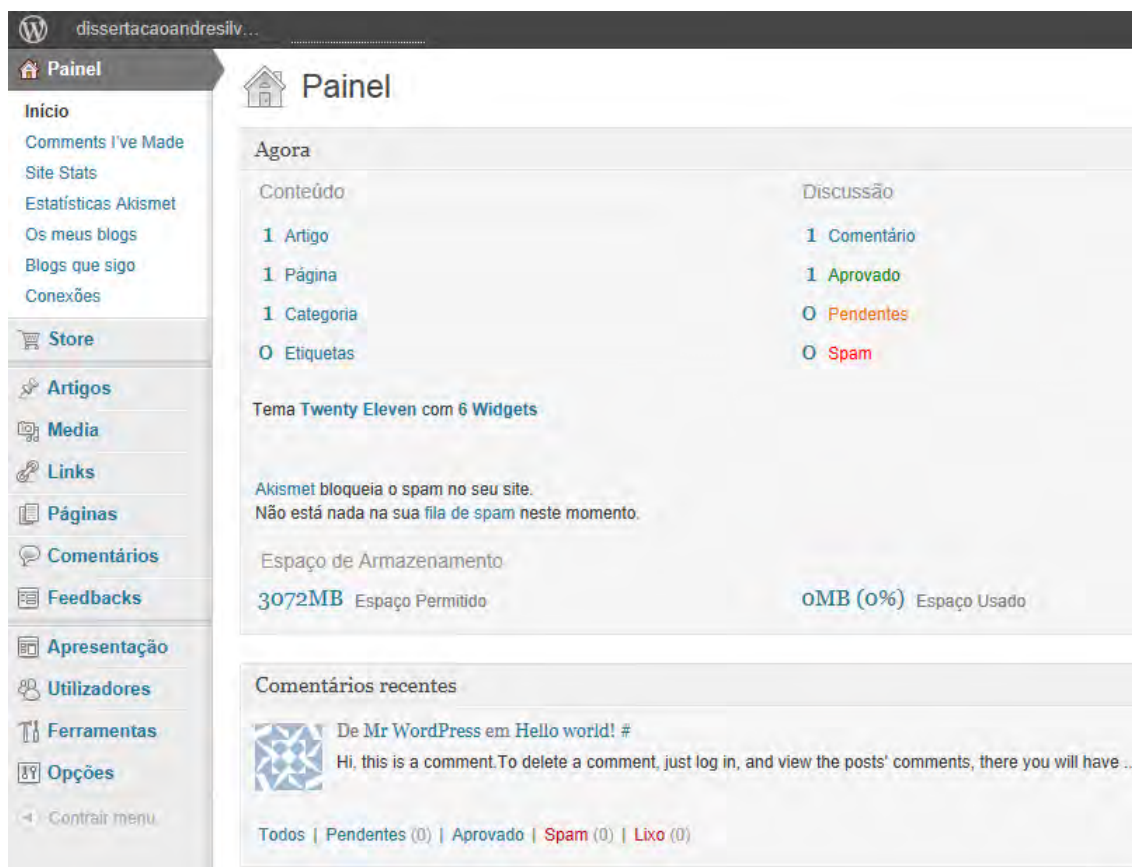 dissertacaoandresilv...
Painel
Início
Comments I've Made
Site Stats
Estatísticas Akismet
Os meus blogs
Blogs que sigo
Conexões
Store
Artigos
Media
Links
Páginas
Comentários
Feedbacks
Apresentação
Utilizadores
Ferramentas
Opções
Contrair menu
Painel
Agora
Conteúdo
Discussão
1 Artigo
1 Comentário
1 Página
1 Aprovado
1 Categoria
0 Pendentes
0 Etiquetas
0 Spam
Tema Twenty Eleven com 6 Widgets
Akismet bloqueia o spam no seu site.
Não está nada na sua fila de spam neste momento.
Espaço de Armazenamento
3072MB Espaço Permitido
0MB (0%) Espaço Usado
Comentários recentes
De Mr WordPress em Hello world! #
Hi, this is a comment.To delete a comment, just log in, and view the posts' comments, there you will have ...
Todos | Pendentes (0) | Aprovado | Spam (0) | Lixo (0)